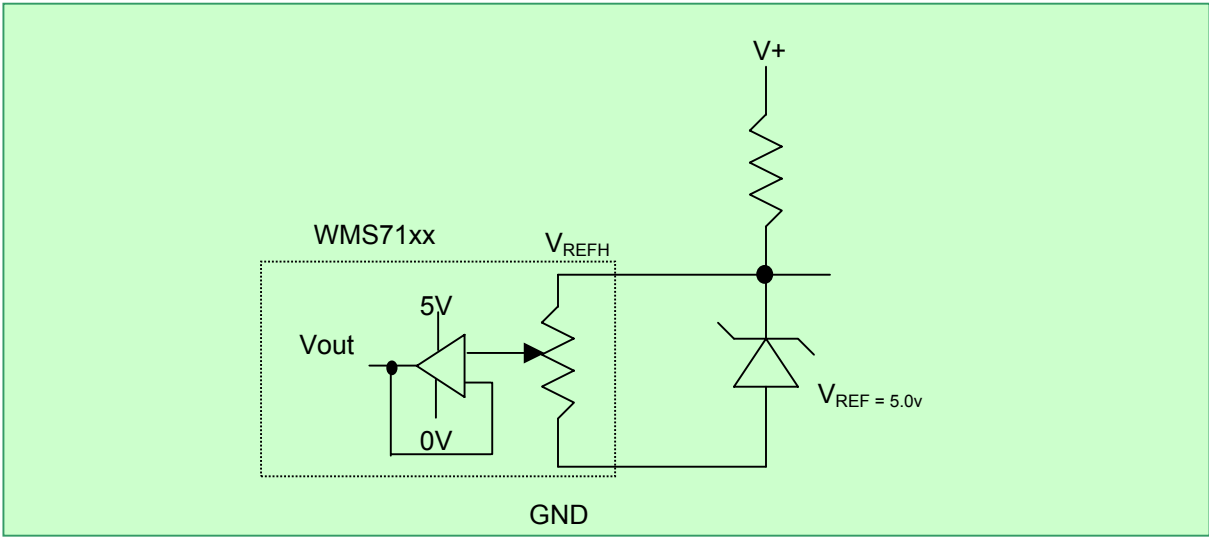 V+
WMS71xx
VREFH
5V
Vout
VREF = 5.0v
0V
GND